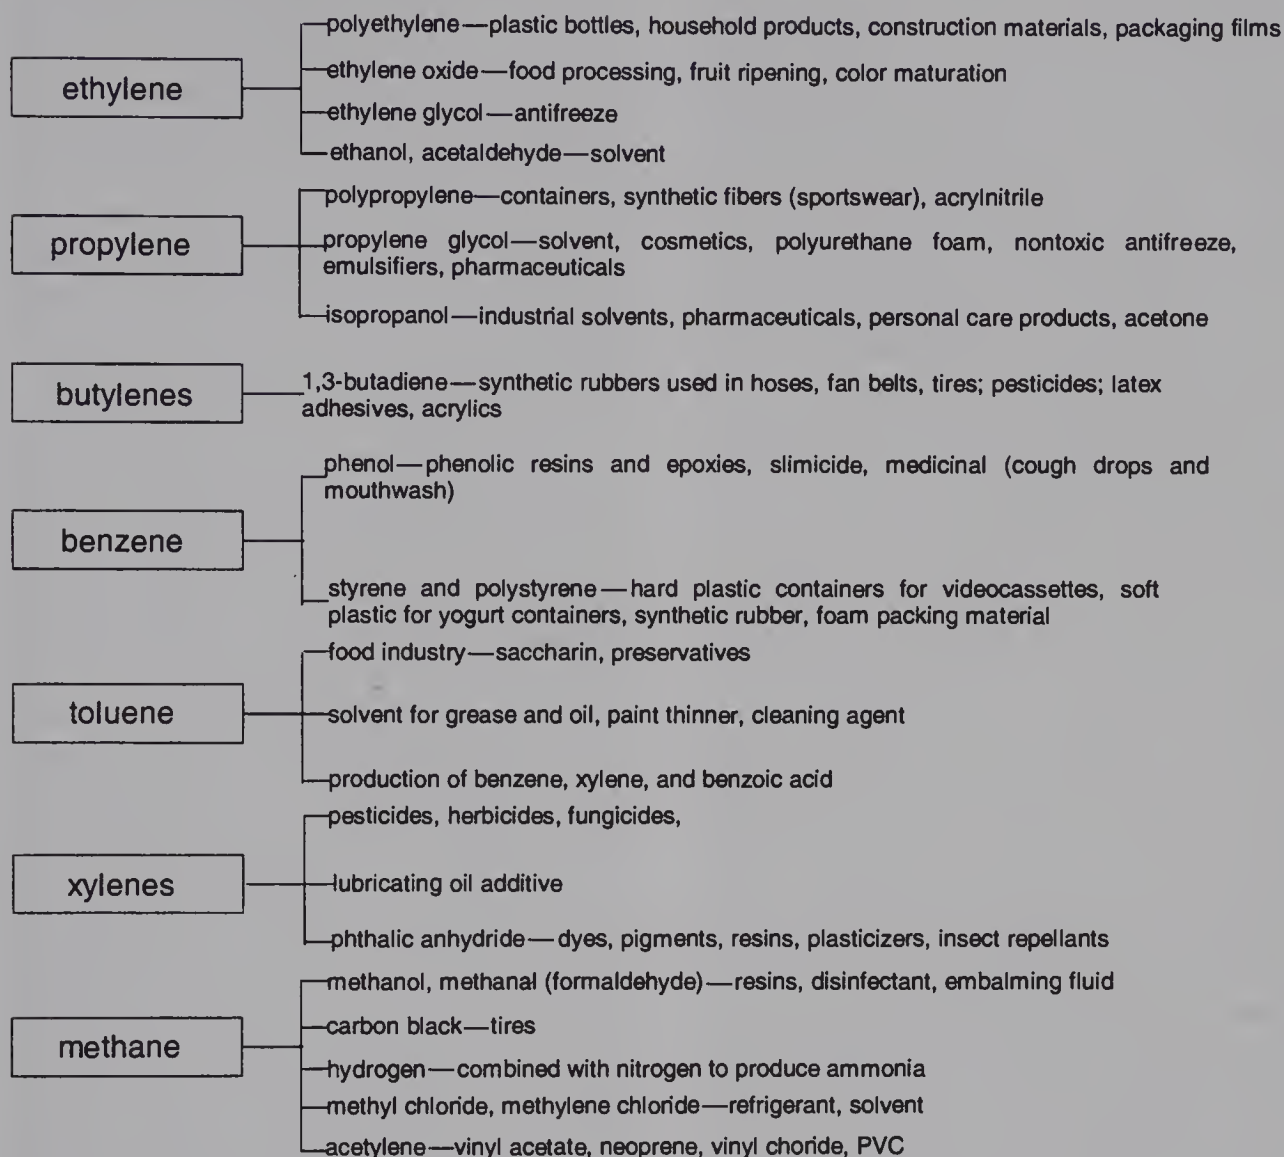 ethylene
polyethylene—plastic bottles, household products, construction materials, packaging films
ethylene oxide—food processing, fruit ripening, color maturation
ethylene glycol—antifreeze
ethanol, acetaldehyde—solvent
propylene
polypropylene—containers, synthetic fibers (sportswear), acrylnitrile
propylene glycol—solvent, cosmetics, polyurethane foam, nontoxic antifreeze,
emulsifiers, pharmaceuticals
isopropanol—industrial solvents, pharmaceuticals, personal care products, acetone
butylenes
1,3-butadiene—synthetic rubbers used in hoses, fan belts, tires; pesticides; latex
adhesives, acrylics
benzene
phenol—phenolic resins and epoxies, slimicide, medicinal (cough drops and
mouthwash)
styrene and polystyrene—hard plastic containers for videocassettes, soft
plastic for yogurt containers, synthetic rubber, foam packing material
toluene
food industry—saccharin, preservatives
solvent for grease and oil, paint thinner, cleaning agent
production of benzene, xylene, and benzoic acid
xylenes
pesticides, herbicides, fungicides,
lubricating oil additive
phthalic anhydride—dyes, pigments, resins, plasticizers, insect repellants
methane
methanol, methanal (formaldehyde)—resins, disinfectant, embalming fluid
carbon black—tires
hydrogen—combined with nitrogen to produce ammonia
methyl chloride, methylene chloride—refrigerant, solvent
acetylene—vinyl acetate, neoprene, vinyl choride, PVC